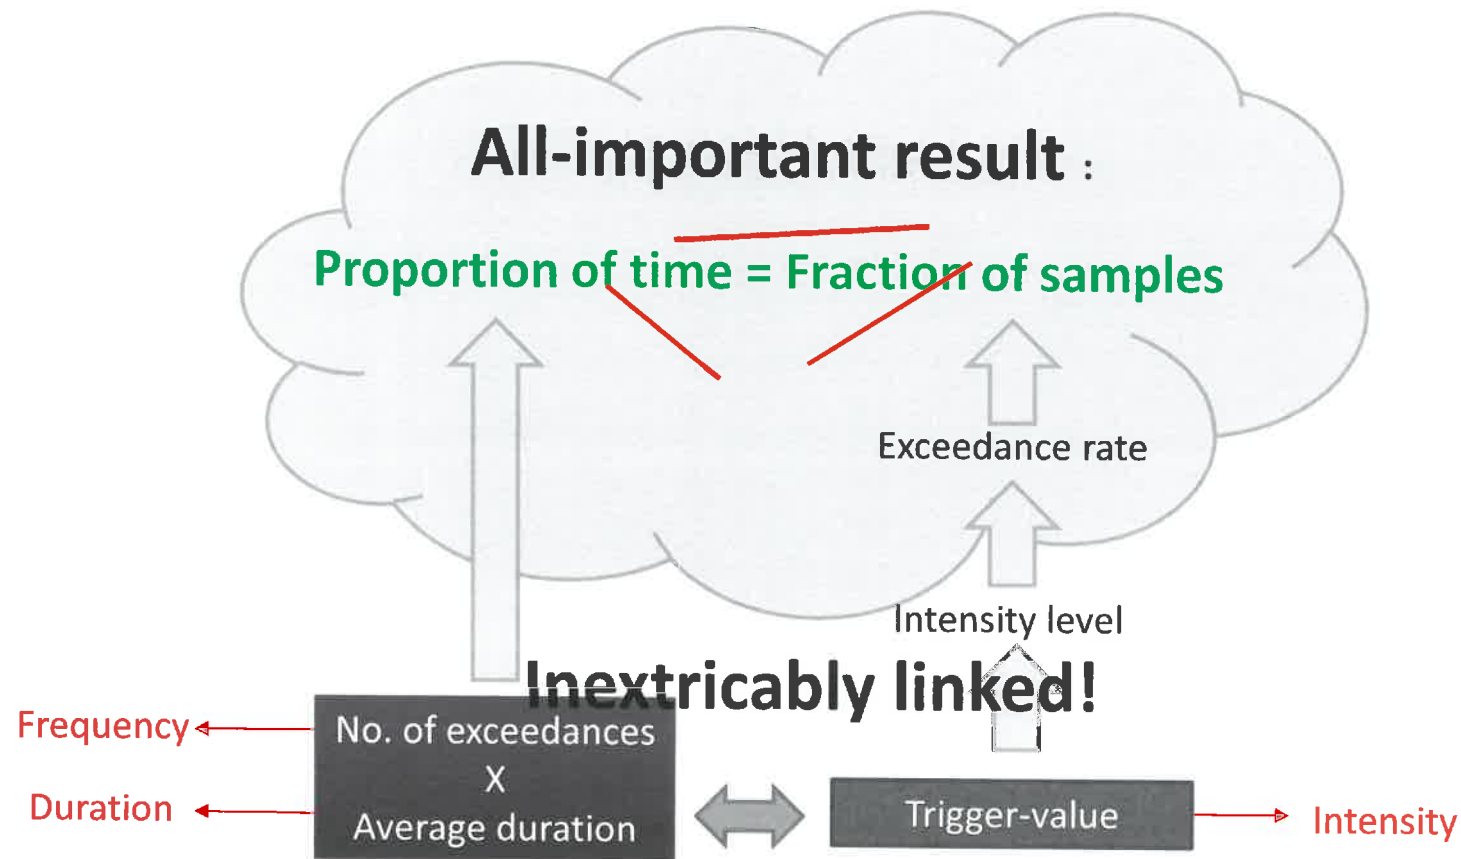 All-important result :
Proportion of time = Fraction of samples
Exceedance rate
Intensity level
Inextricably linked!
Frequency
No. of exceedances
X
Duration
Average duration
Trigger-value
Intensity